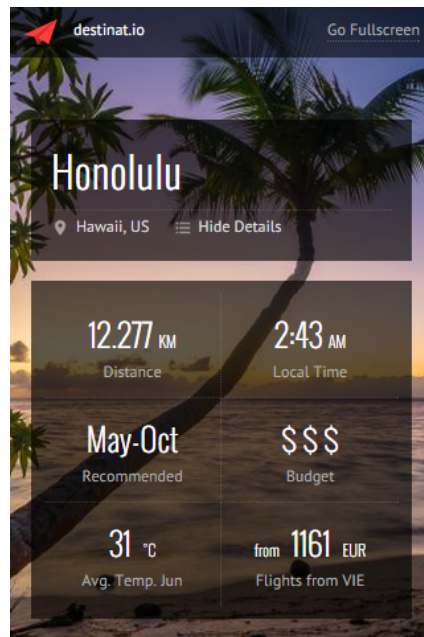 destinat.io Go Fullscreen
Honolulu
Hawaii, US Hide Details
12.277 KM 2:43 AM
Distance Local Time
May-Oct $$$
Recommended Budget
31 °C from 1161 EUR
Avg. Temp. Jun Flights from VIE